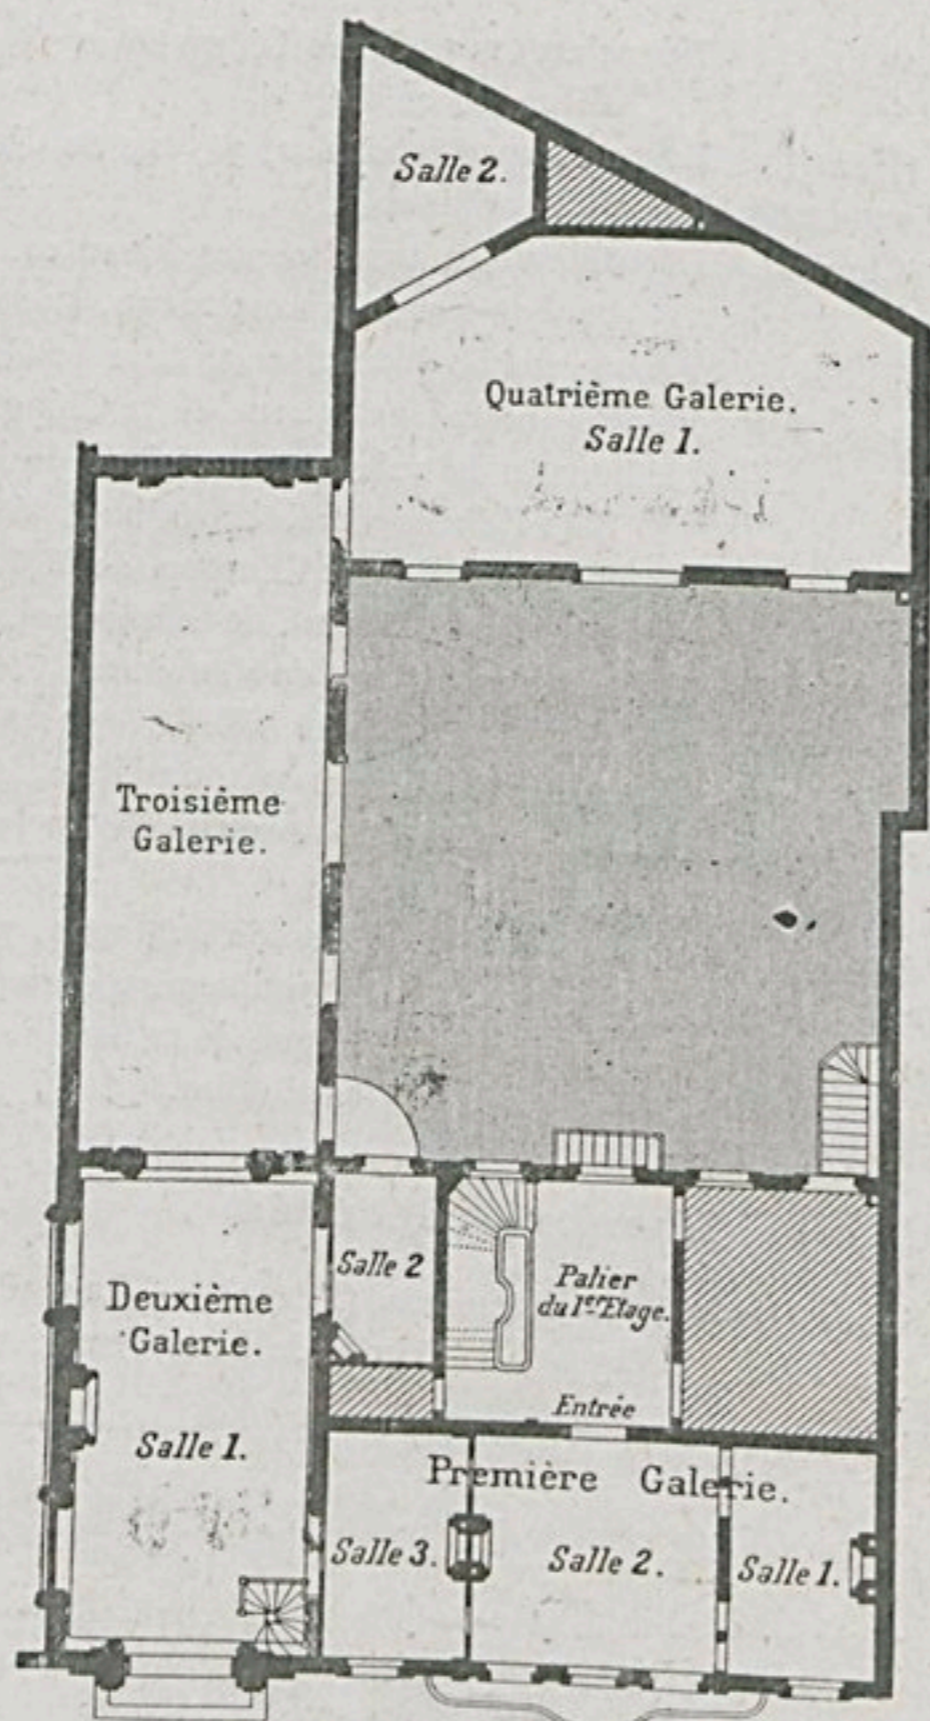 Salle 2.
Quatrième Galerie.
Salle 1.
Troisième
Galerie.
Deuxième
Galerie.
Salle 1.
Salle 2
Palier
du 1er Etage.
Entrée
Première Galerie.
Salle 3.
Salle 2.
Salle 1.